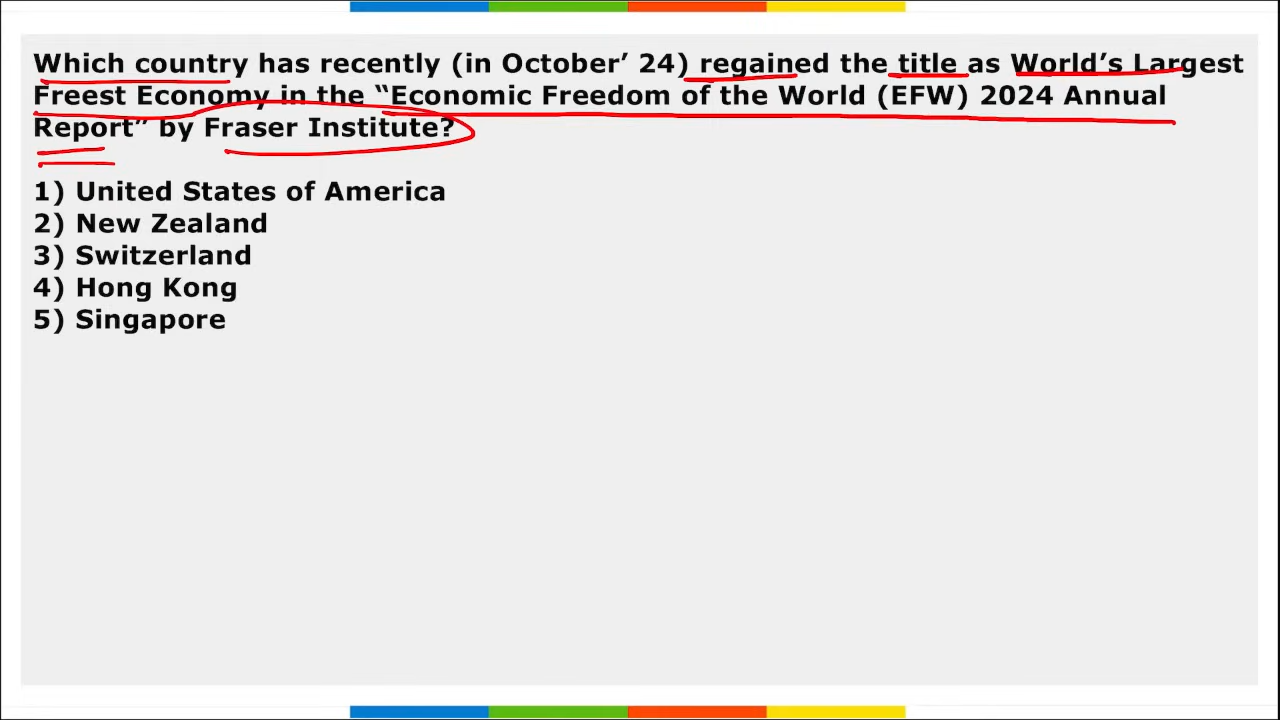 Which country has recently (in October’ 24) regained the title as World’s Largest
Freest Economy in the “Economic Freedom of the World (EFW) 2024 Annual
Report” by Fraser Institute?
1) United States of America
2) New Zealand
3) Switzerland
4) Hong Kong
5) Singapore